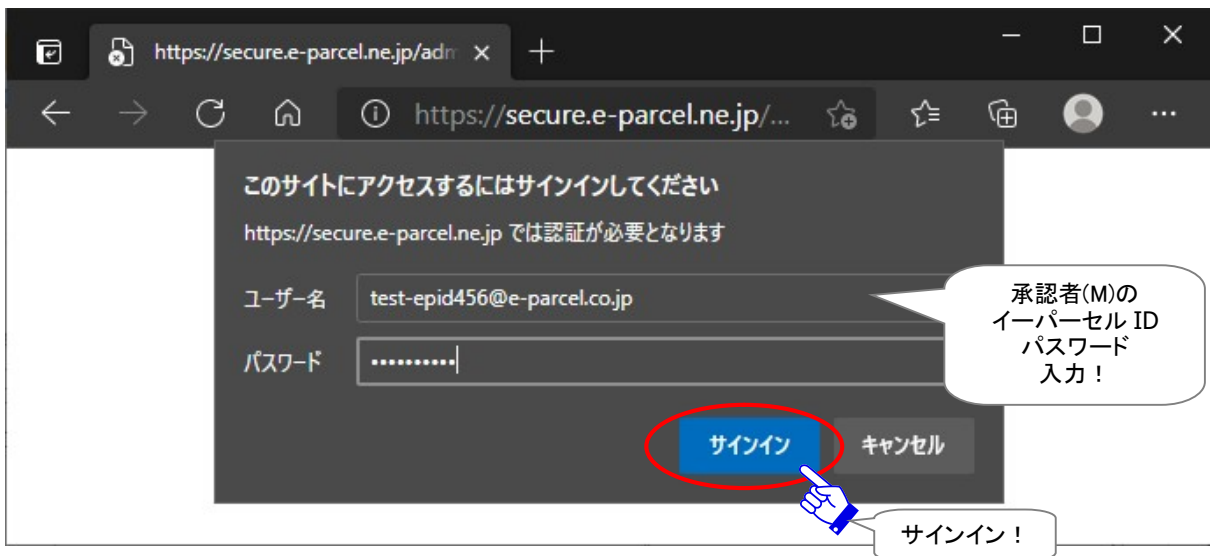 https://secure.e-parcel.ne.jp/adm
https://secure.e-parcel.ne.jp/...
このサイトにアクセスするにはサインインしてください
https://secure.e-parcel.ne.jp では認証が必要となります
ユーザー名 test-epid456@e-parcel.co.jp
承認者(M)の
イーパーセル ID
パスワード
入力！
パスワード ••••••••••
サインイン キャンセル
サインイン！